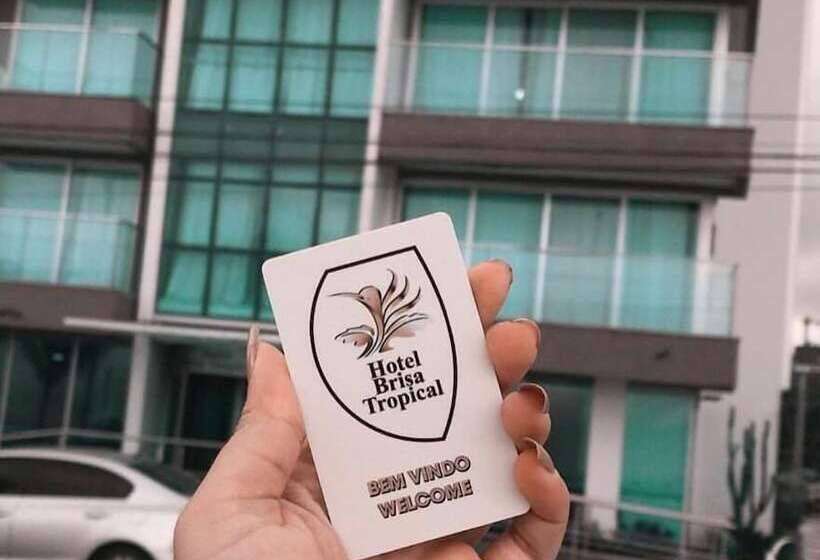 Hotel
Brisa
Tropical
BEM VINDO
WELCOME